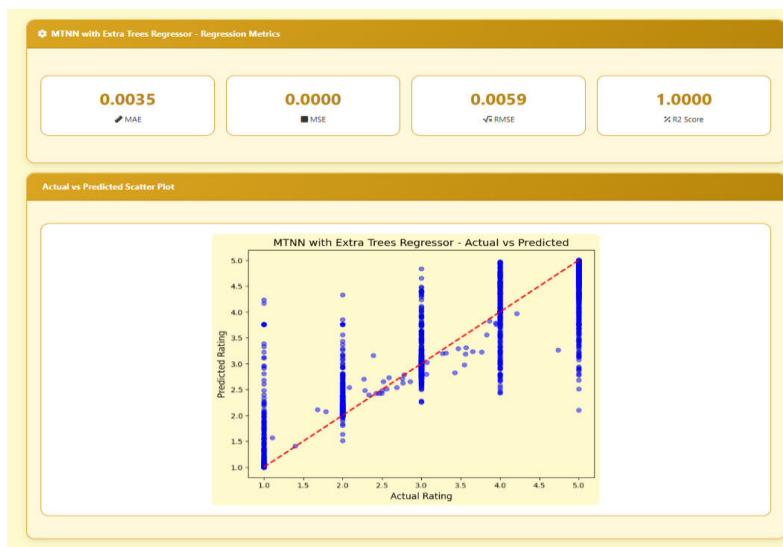 MTNN with Extra Trees Regressor - Regression Metrics
0.0035
MAE
0.0000
MSE
0.0059
RMSE
1.0000
R2 Score
Actual vs Predicted Scatter Plot
MTNN with Extra Trees Regressor - Actual vs Predicted
Predicted Rating
5.0
4.5
4.0
3.5
3.0
2.5
2.0
1.5
1.0
1.0 1.5 2.0 2.5 3.0 3.5 4.0 4.5 5.0
Actual Rating